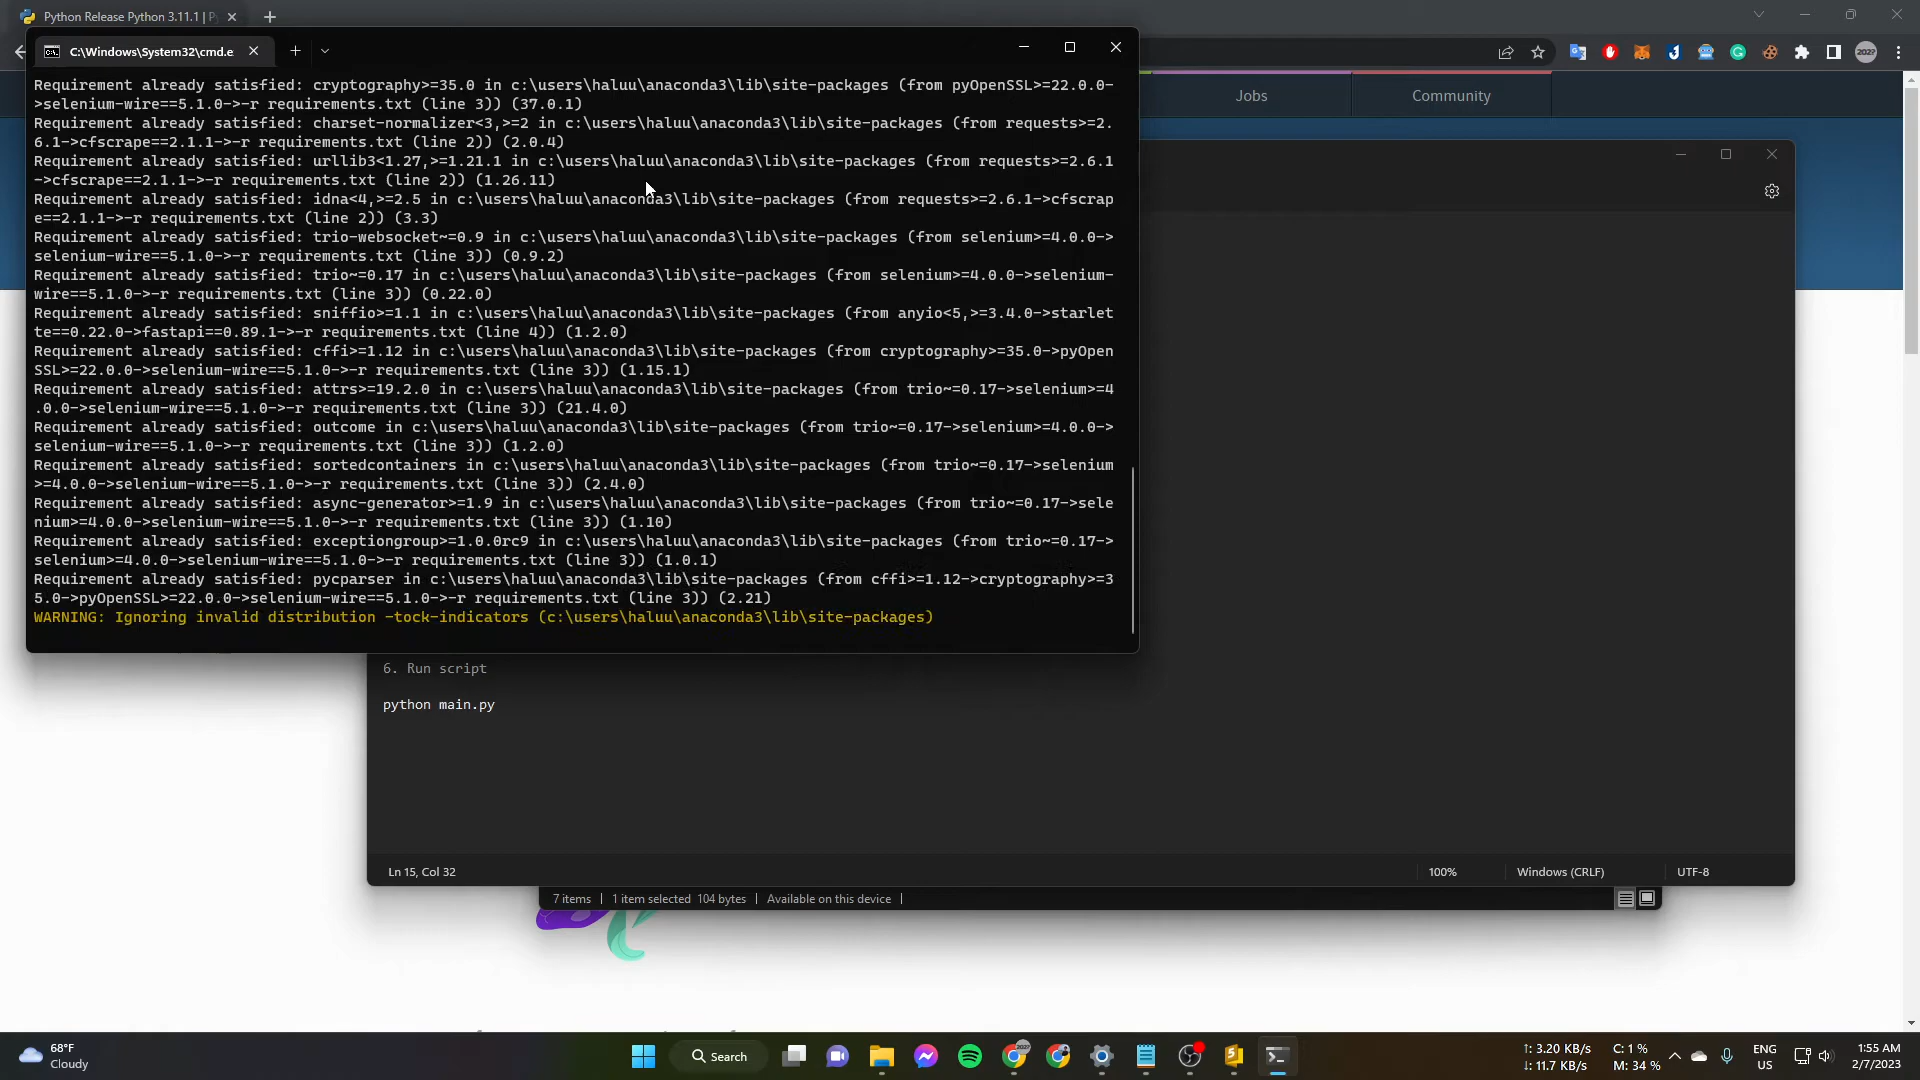 Python Release Python 3.11.1 | P
C:\Windows\System32\cmd.e
Jobs
Community
Requirement already satisfied: cryptography>=35.0 in c:\users\haluu\anaconda3\lib\site-packages (from pyOpenSSL>=22.0.0-
>selenium-wire==5.1.0->-r requirements.txt (line 3)) (37.0.1)
Requirement already satisfied: charset-normalizer<3,>=2 in c:\users\haluu\anaconda3\lib\site-packages (from requests>=2.
6.1->cfscrape==2.1.1->-r requirements.txt (line 2)) (2.0.4)
Requirement already satisfied: urllib3<1.27,>=1.21.1 in c:\users\haluu\anaconda3\lib\site-packages (from requests>=2.6.1
->cfscrape==2.1.1->-r requirements.txt (line 2)) (1.26.11)
Requirement already satisfied: idna<4,>=2.5 in c:\users\haluu\anaconda3\lib\site-packages (from requests>=2.6.1->cfscrap
e==2.1.1->-r requirements.txt (line 2)) (3.3)
Requirement already satisfied: trio-websocket~=0.9 in c:\users\haluu\anaconda3\lib\site-packages (from selenium>=4.0.0->
selenium-wire==5.1.0->-r requirements.txt (line 3)) (0.9.2)
Requirement already satisfied: trio~=0.17 in c:\users\haluu\anaconda3\lib\site-packages (from selenium>=4.0.0->selenium-
wire==5.1.0->-r requirements.txt (line 3)) (0.22.0)
Requirement already satisfied: sniffio>=1.1 in c:\users\haluu\anaconda3\lib\site-packages (from anyio<5,>=3.4.0->starlet
te==0.22.0->fastapi==0.89.1->-r requirements.txt (line 4)) (1.2.0)
Requirement already satisfied: cffi>=1.12 in c:\users\haluu\anaconda3\lib\site-packages (from cryptography>=35.0->pyOpen
SSL>=22.0.0->selenium-wire==5.1.0->-r requirements.txt (line 3)) (1.15.1)
Requirement already satisfied: attrs>=19.2.0 in c:\users\haluu\anaconda3\lib\site-packages (from trio~=0.17->selenium>=4
.0.0->selenium-wire==5.1.0->-r requirements.txt (line 3)) (21.4.0)
Requirement already satisfied: outcome in c:\users\haluu\anaconda3\lib\site-packages (from trio~=0.17->selenium>=4.0.0->
selenium-wire==5.1.0->-r requirements.txt (line 3)) (1.2.0)
Requirement already satisfied: sortedcontainers in c:\users\haluu\anaconda3\lib\site-packages (from trio~=0.17->selenium
>=4.0.0->selenium-wire==5.1.0->-r requirements.txt (line 3)) (2.4.0)
Requirement already satisfied: async-generator>=1.9 in c:\users\haluu\anaconda3\lib\site-packages (from trio~=0.17->sele
nium>=4.0.0->selenium-wire==5.1.0->-r requirements.txt (line 3)) (1.10)
Requirement already satisfied: exceptiongroup>=1.0.0rc9 in c:\users\haluu\anaconda3\lib\site-packages (from trio~=0.17->
selenium>=4.0.0->selenium-wire==5.1.0->-r requirements.txt (line 3)) (1.0.1)
Requirement already satisfied: pycparser in c:\users\haluu\anaconda3\lib\site-packages (from cffi>=1.12->cryptography>=3
5.0->pyOpenSSL>=22.0.0->selenium-wire==5.1.0->-r requirements.txt (line 3)) (2.21)
WARNING: Ignoring invalid distribution -tock-indicators (c:\users\haluu\anaconda3\lib\site-packages)
6. Run script
python main.py
Ln 15, Col 32
100%
Windows (CRLF)
UTF-8
7 items
1 item selected 104 bytes
Available on this device
68°F
Cloudy
Search
↑: 3.20 KB/s
↓: 11.7 KB/s
C: 1 %
M: 34 %
ENG
US
1:55 AM
2/7/2023